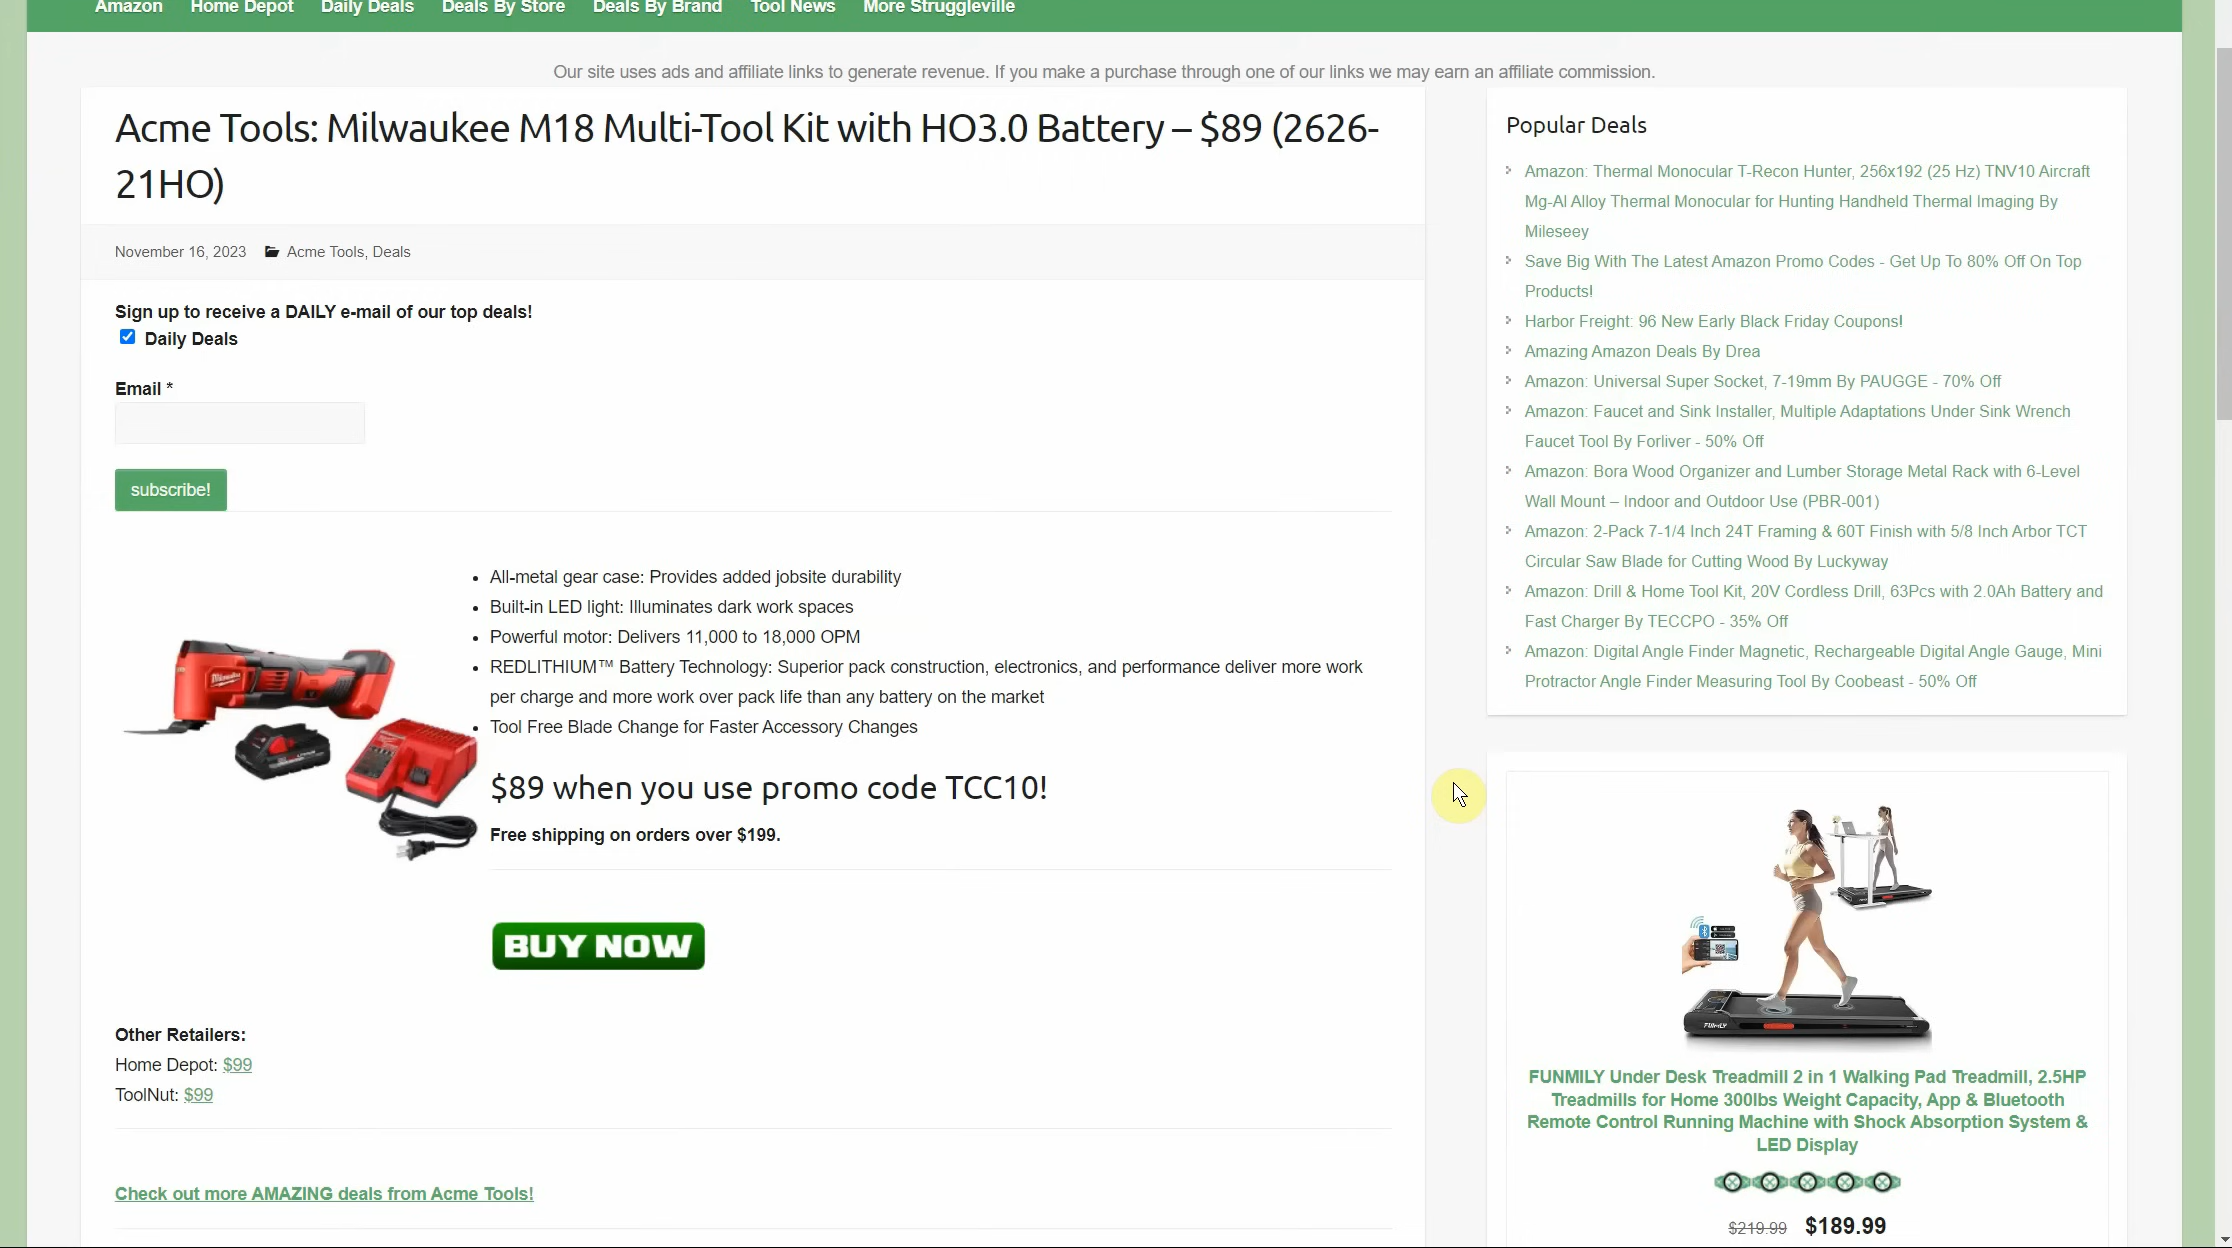 Amazon Home Depot Daily Deals Deals By Store Deals By Brand Tool News More Struggleville
Our site uses ads and affiliate links to generate revenue. If you make a purchase through one of our links we may earn an affiliate commission.
Acme Tools: Milwaukee M18 Multi-Tool Kit with HO3.0 Battery – $89 (2626-
21HO)
November 16, 2023 Acme Tools, Deals
Sign up to receive a DAILY e-mail of our top deals!
Daily Deals
Email *
subscribe!
All-metal gear case: Provides added jobsite durability
Built-in LED light: Illuminates dark work spaces
Powerful motor: Delivers 11,000 to 18,000 OPM
REDLITHIUM™ Battery Technology: Superior pack construction, electronics, and performance deliver more work
per charge and more work over pack life than any battery on the market
Tool Free Blade Change for Faster Accessory Changes
Milwaukee
$89 when you use promo code TCC10!
Free shipping on orders over $199.
BUY NOW
Other Retailers:
Home Depot: $99
ToolNut: $99
Check out more AMAZING deals from Acme Tools!
Popular Deals
Amazon: Thermal Monocular T-Recon Hunter, 256x192 (25 Hz) TNV10 Aircraft
Mg-Al Alloy Thermal Monocular for Hunting Handheld Thermal Imaging By
Mileseey
Save Big With The Latest Amazon Promo Codes - Get Up To 80% Off On Top
Products!
Harbor Freight: 96 New Early Black Friday Coupons!
Amazing Amazon Deals By Drea
Amazon: Universal Super Socket, 7-19mm By PAUGGE - 70% Off
Amazon: Faucet and Sink Installer, Multiple Adaptations Under Sink Wrench
Faucet Tool By Forliver - 50% Off
Amazon: Bora Wood Organizer and Lumber Storage Metal Rack with 6-Level
Wall Mount – Indoor and Outdoor Use (PBR-001)
Amazon: 2-Pack 7-1/4 Inch 24T Framing & 60T Finish with 5/8 Inch Arbor TCT
Circular Saw Blade for Cutting Wood By Luckyway
Amazon: Drill & Home Tool Kit, 20V Cordless Drill, 63Pcs with 2.0Ah Battery and
Fast Charger By TECCPO - 35% Off
Amazon: Digital Angle Finder Magnetic, Rechargeable Digital Angle Gauge, Mini
Protractor Angle Finder Measuring Tool By Coobeast - 50% Off
FUNMILY
FUNMILY Under Desk Treadmill 2 in 1 Walking Pad Treadmill, 2.5HP
Treadmills for Home 300lbs Weight Capacity, App & Bluetooth
Remote Control Running Machine with Shock Absorption System &
LED Display
$219.99 $189.99